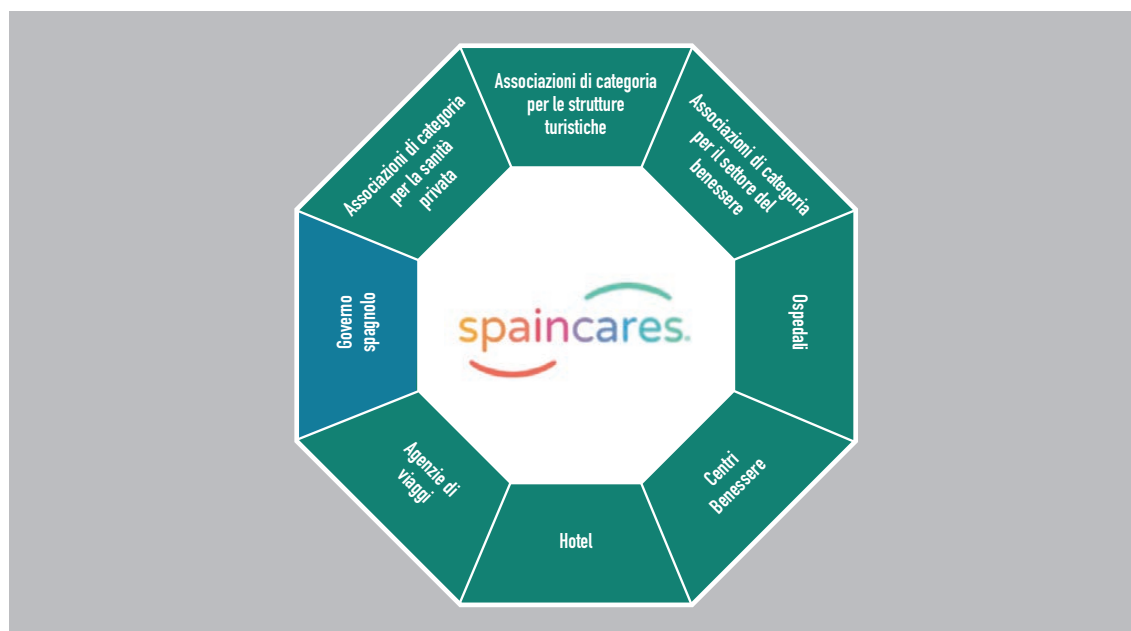 Associazioni di categoria
per le strutture
turistiche
Associazioni di categoria
per il settore del
benessere
Ospedali
Centri
Benessere
Hotel
Agenzie di
viaggi
Governo
spagnolo
Associazioni di categoria
per la sanità
privata
spaincares.